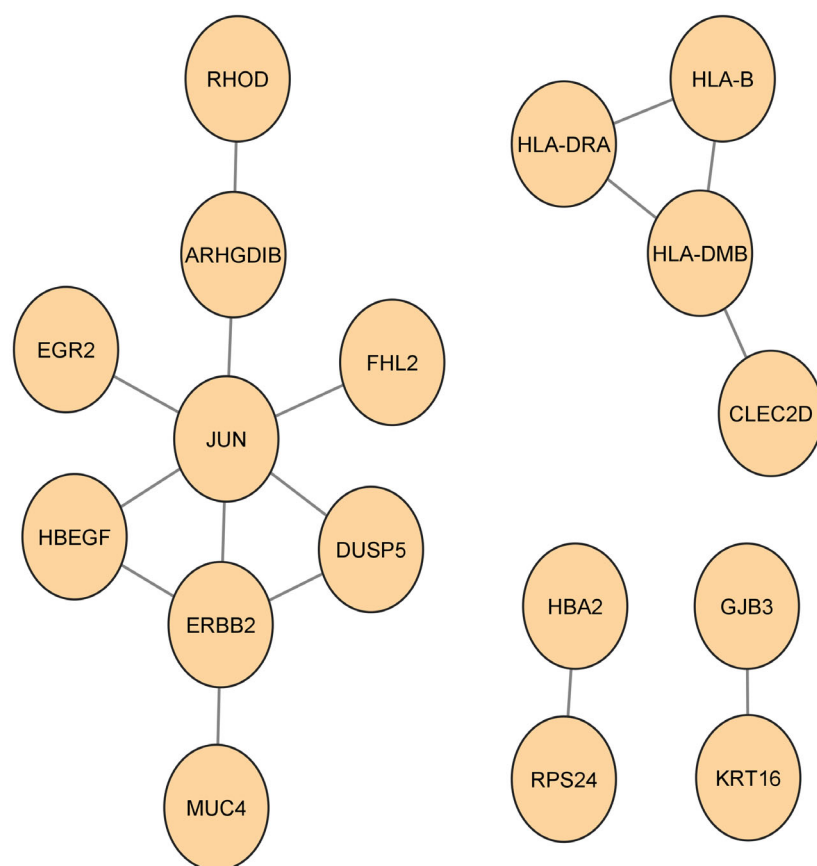 RHOD
HLA-B
HLA-DRA
ARHGDIB
HLA-DMB
EGR2
FHL2
CLEC2D
JUN
HBEGF
DUSP5
HBA2
GJB3
ERBB2
RPS24
KRT16
MUC4